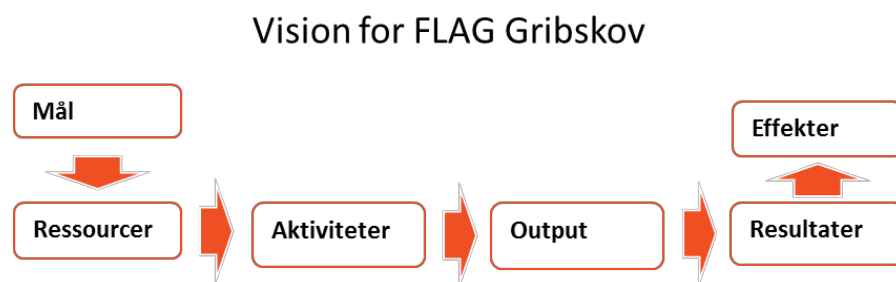 Vision for FLAG Gribskov
Mål
Effekter
Ressourcer
Aktiviteter
Output
Resultater